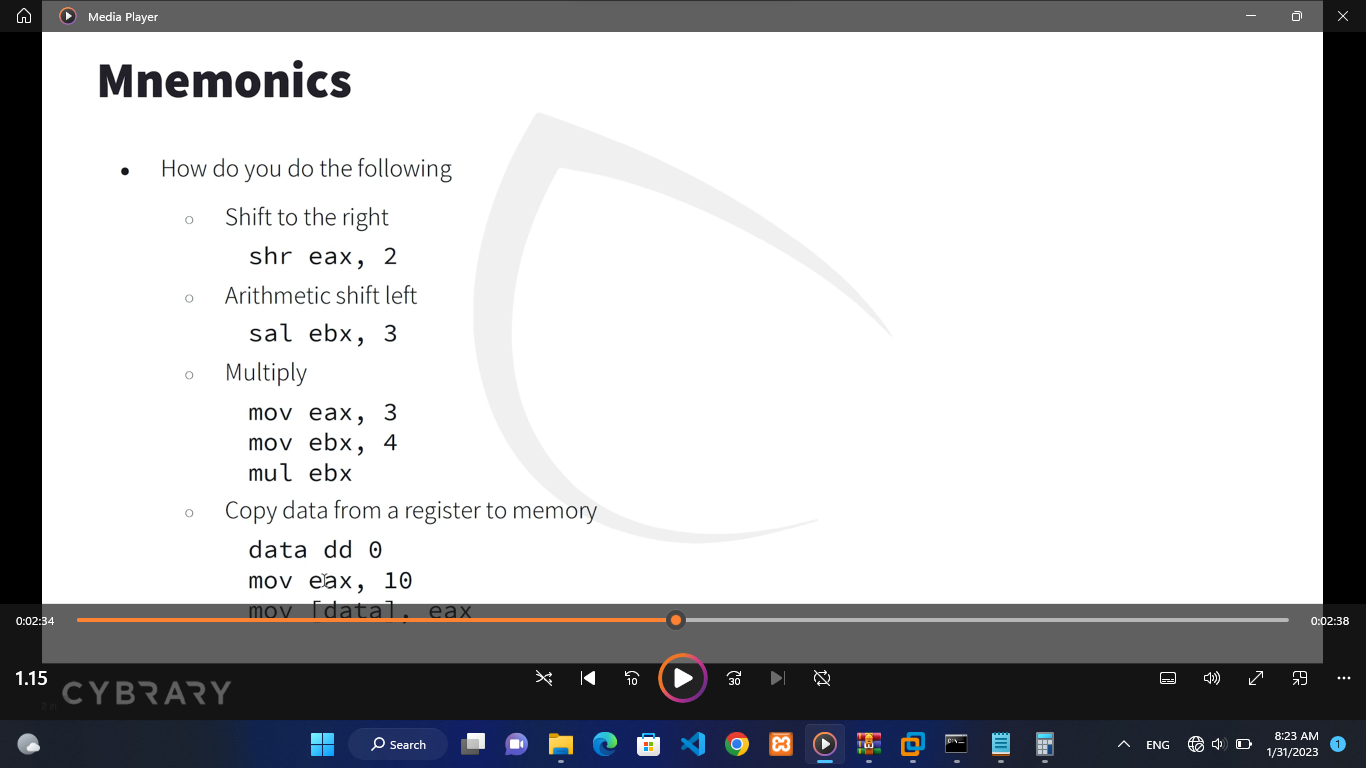 Media Player
Mnemonics
How do you do the following
Shift to the right
shr eax, 2
Arithmetic shift left
sal ebx, 3
Multiply
mov eax, 3
mov ebx, 4
mul ebx
Copy data from a register to memory
data dd 0
mov eax, 10
mov [data], eax
0:02:34
0:02:38
1.15
CYBRARY
10
30
Search
ENG
8:23 AM
1/31/2023
1